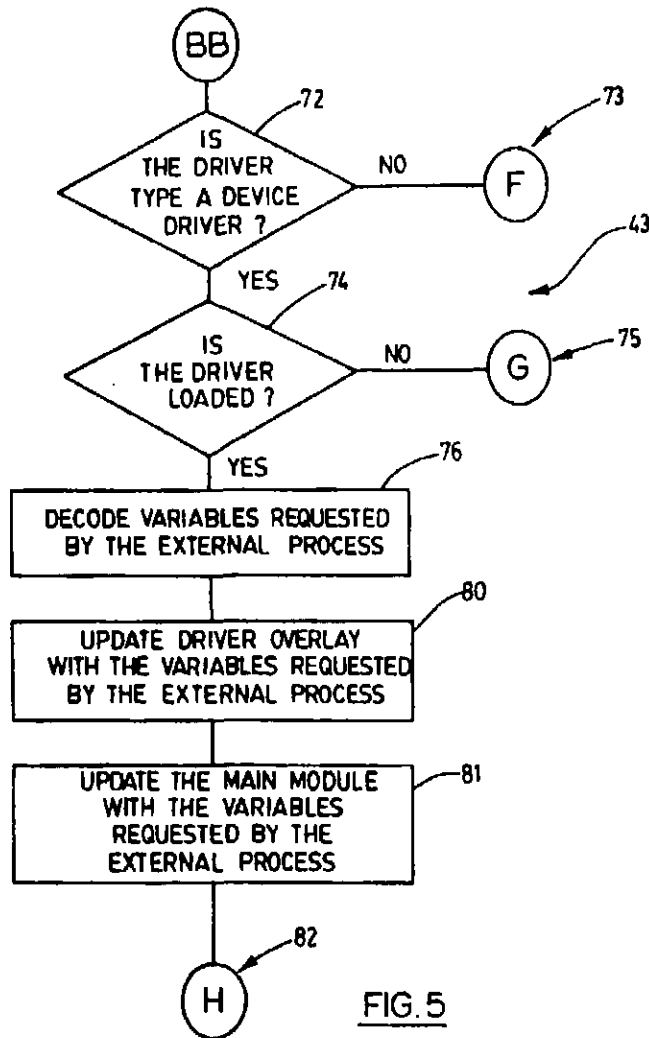 BB
72
IS
THE DRIVER
TYPE A DEVICE
DRIVER ?
NO
73
F
YES
43
74
IS
THE DRIVER
LOADED ?
NO
75
G
YES
76
DECODE VARIABLES REQUESTED
BY THE EXTERNAL PROCESS
80
UPDATE DRIVER OVERLAY
WITH THE VARIABLES REQUESTED
BY THE EXTERNAL PROCESS
81
UPDATE THE MAIN MODULE
WITH THE VARIABLES
REQUESTED BY THE
EXTERNAL PROCESS
82
H
FIG. 5